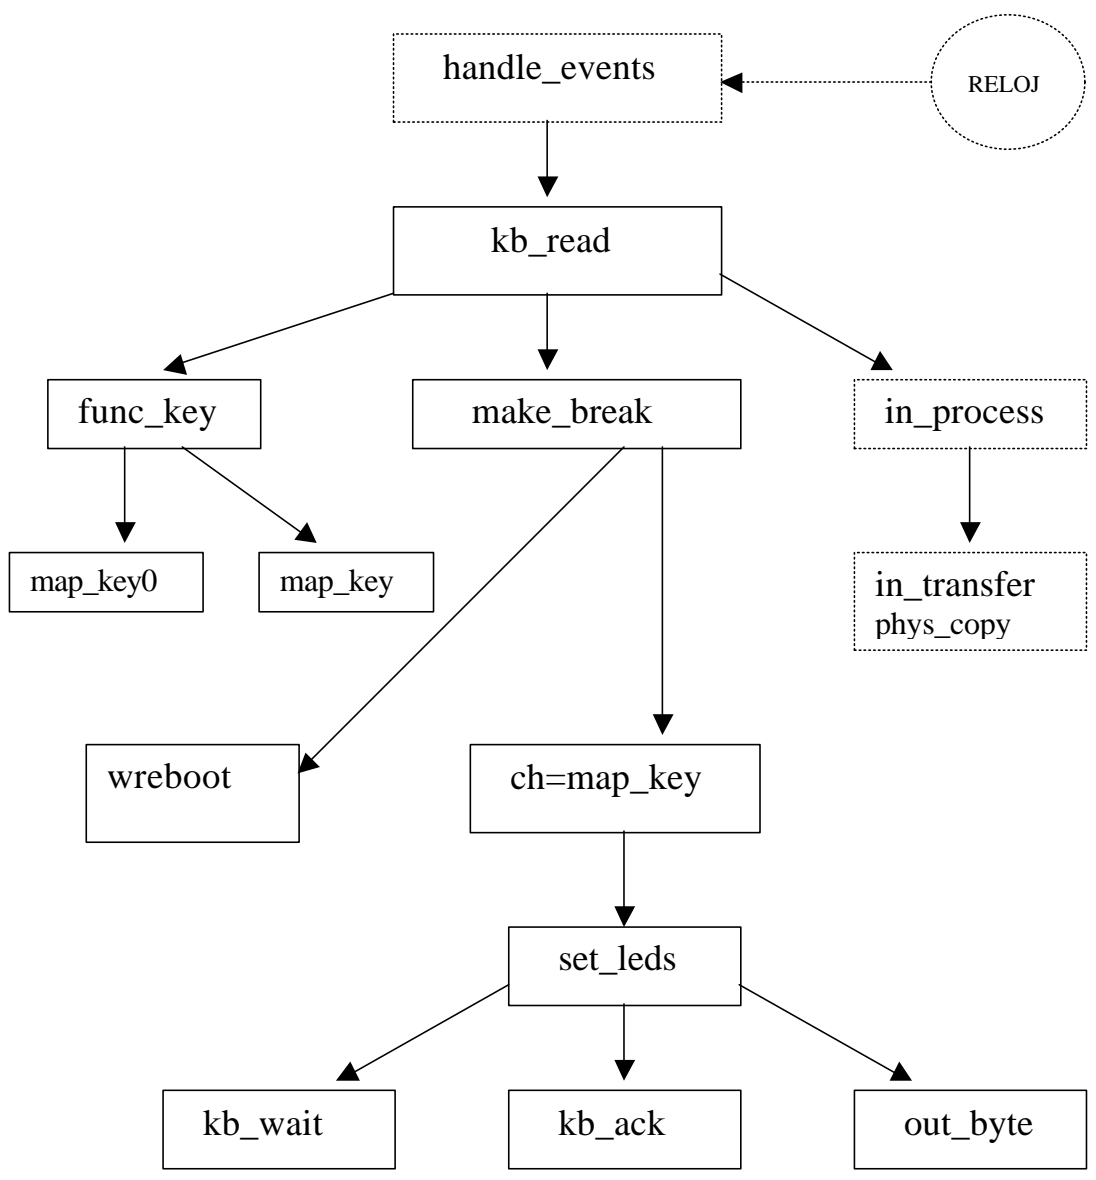 handle_events
RELOJ
kb_read
func_key
make_break
in_process
map_key0
map_key
in_transfer
phys_copy
wreboot
ch=map_key
set_leds
kb_wait
kb_ack
out_byte